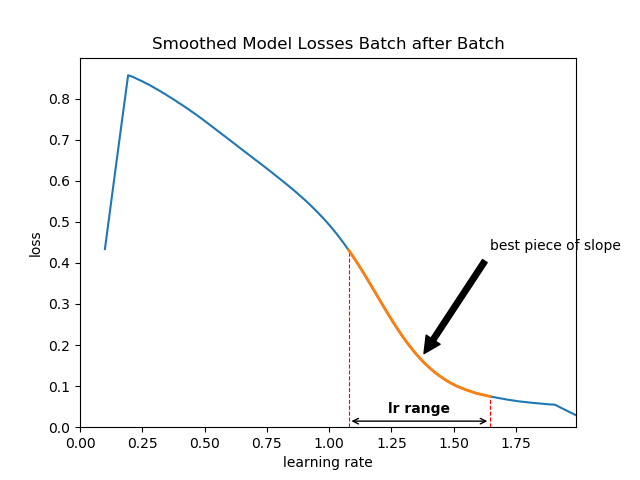 Smoothed Model Losses Batch after Batch
0.8
0.7
0.6
0.5
0.4
0.3
0.2
0.1
0.0
loss
best piece of slope
lr range
0.00 0.25 0.50 0.75 1.00 1.25 1.50 1.75
learning rate